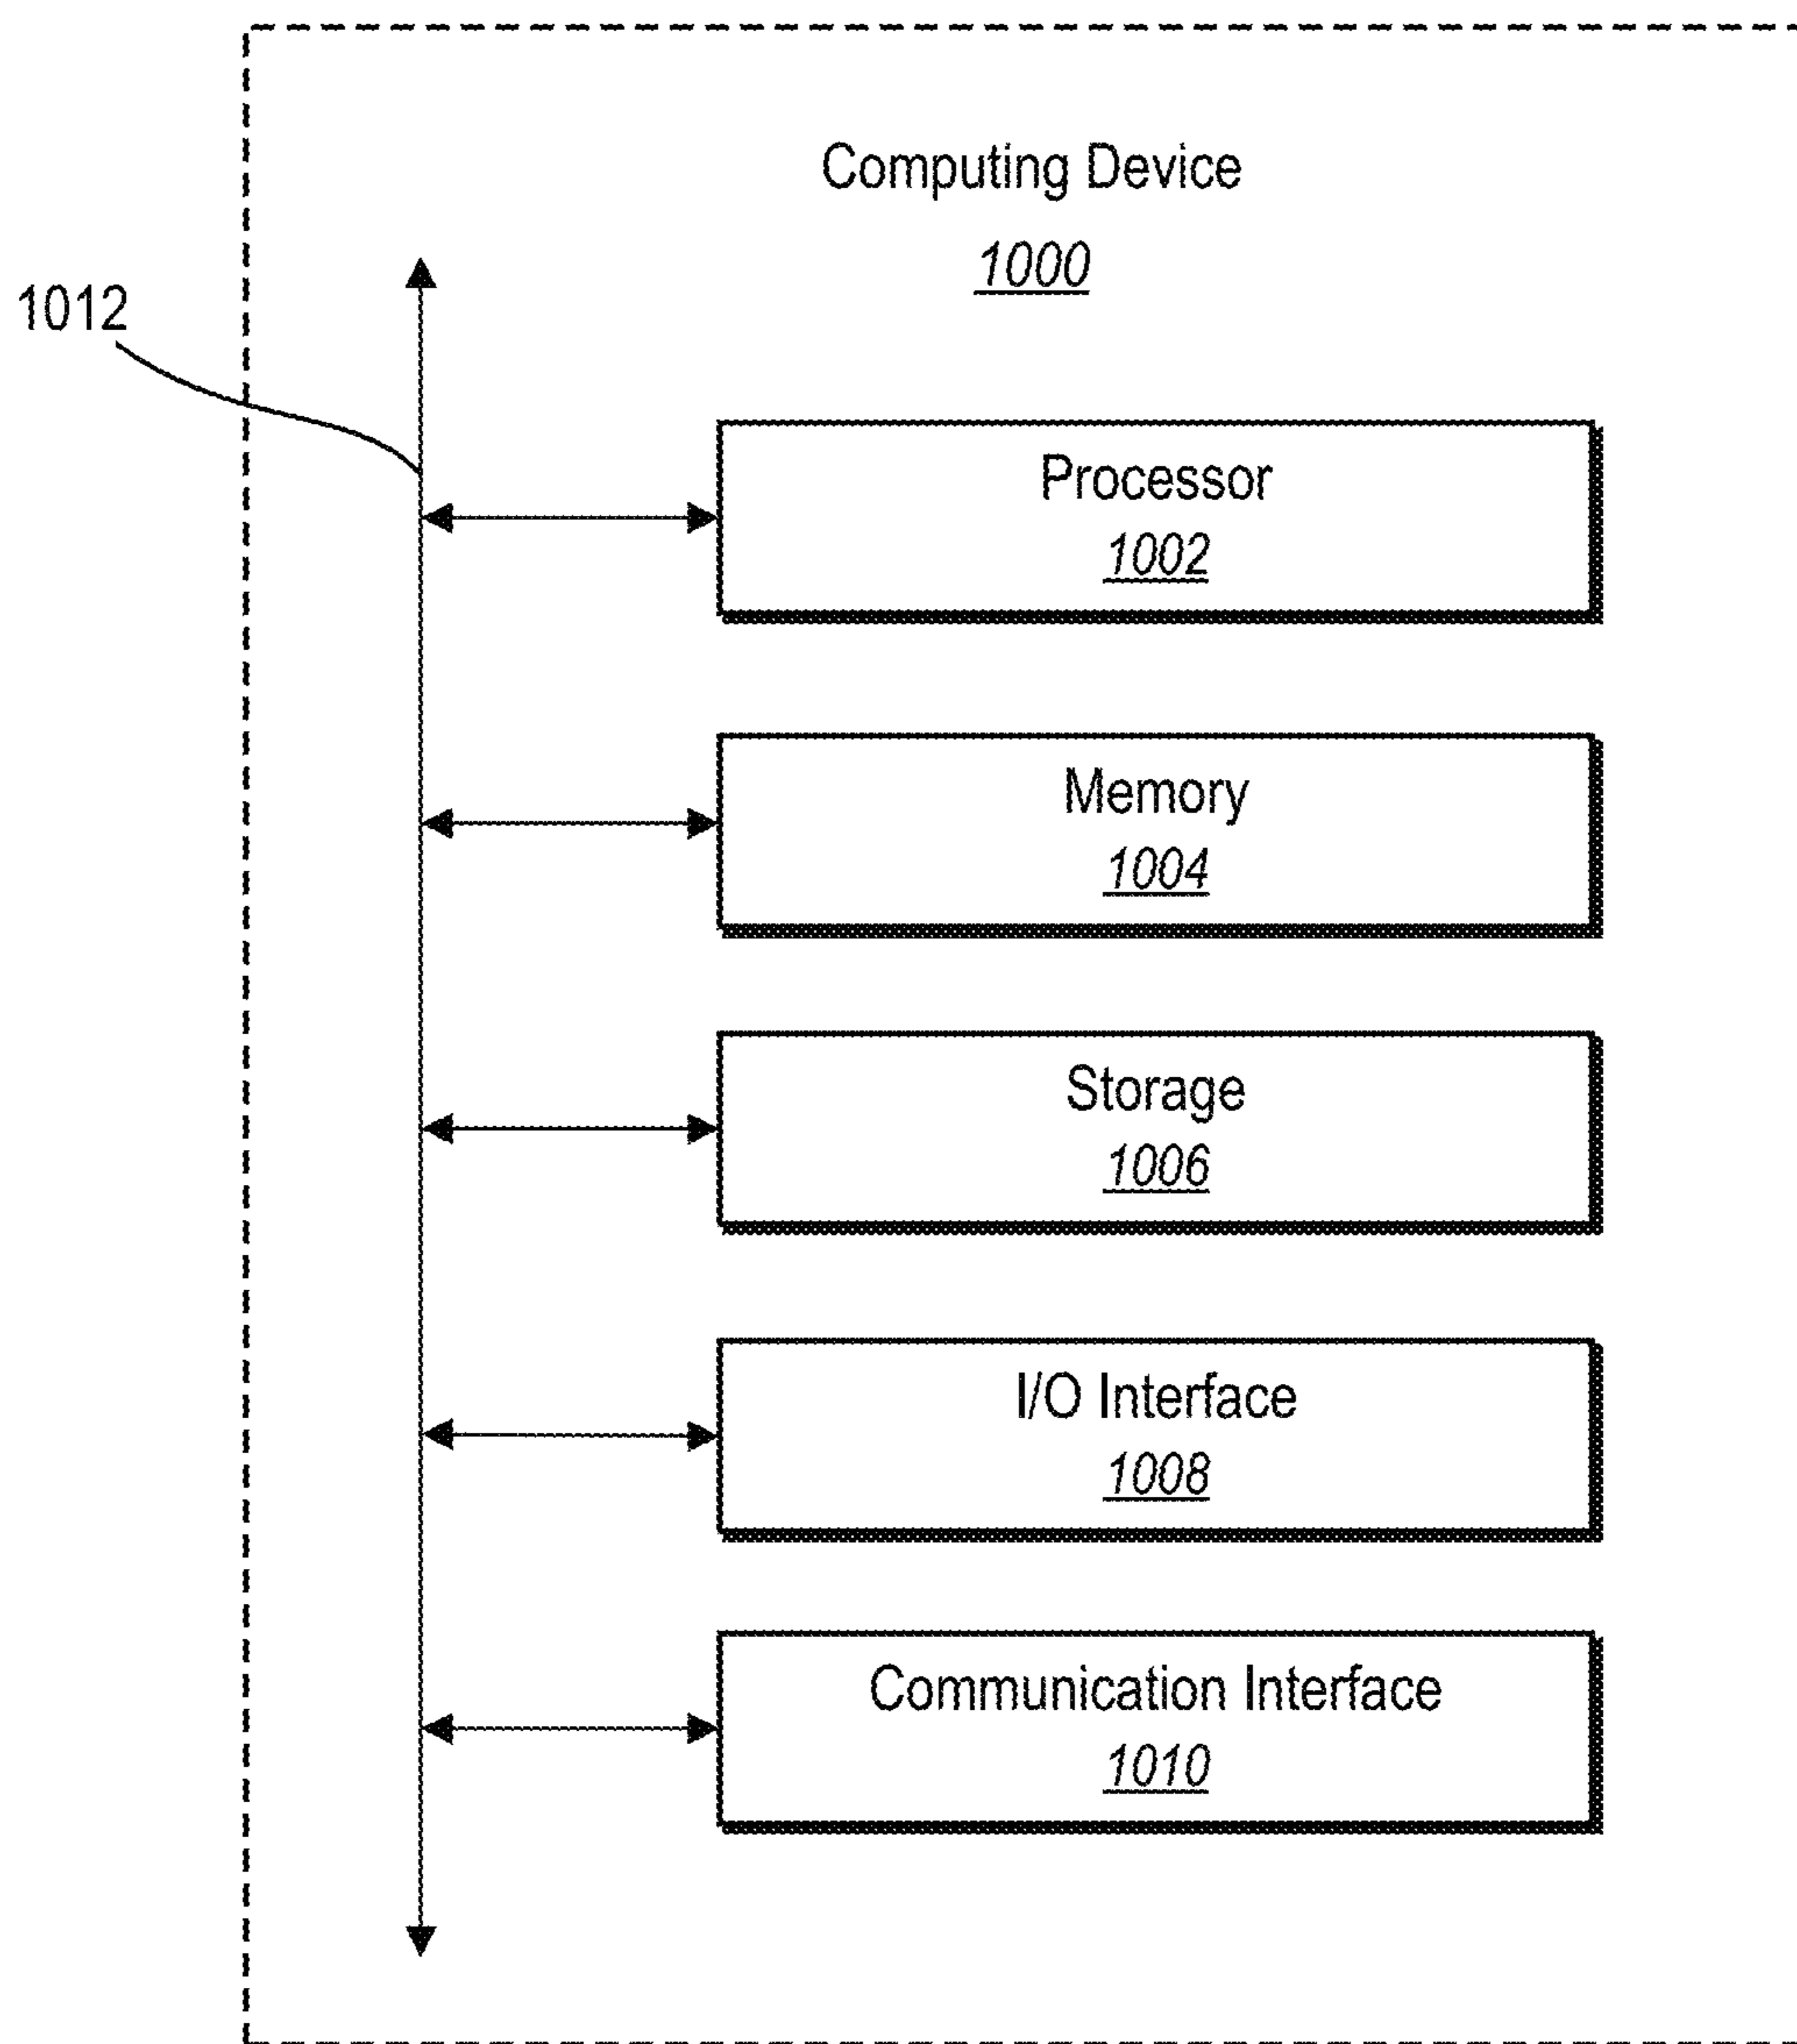 Computing Device
1000
1012
Processor
1002
Memory
1004
Storage
1006
I/O Interface
1008
Communication Interface
1010